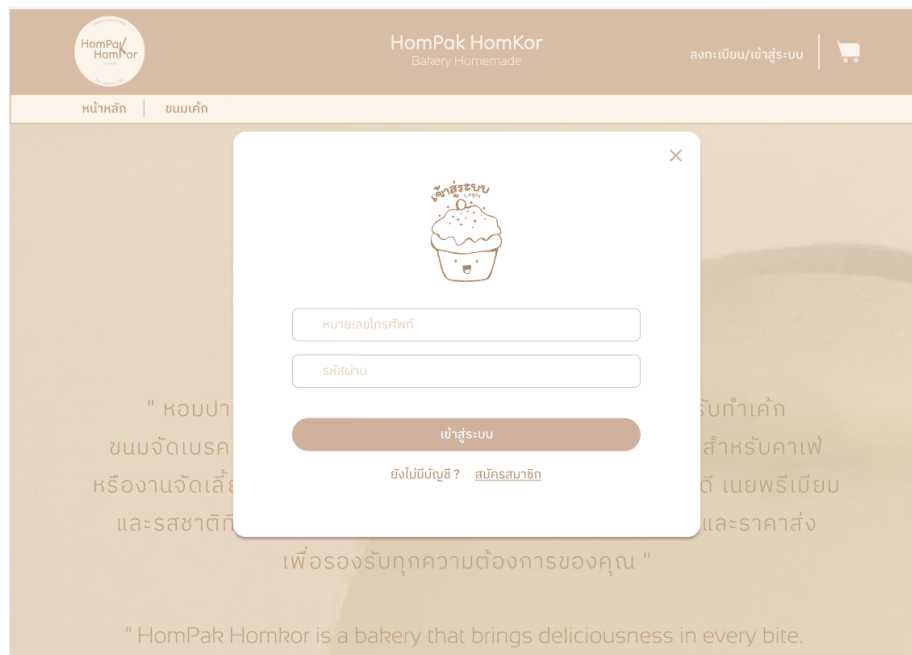 HomPak
HomKor
HomPak HomKor
Bakery Homemade
ลงทะเบียน/เข้าสู่ระบบ
หน้าหลัก
ขนมเค้ก
เข้าสู่ระบบ
Login
หมายเลขโทรศัพท์
รหัสผ่าน
เข้าสู่ระบบ
ยังไม่มีบัญชี ? สมัครสมาชิก
" หอมปา รับทำเค้ก
ขนมจัดเบรค สำหรับคาเฟ่
หรืองานจัดเลี้ ดี เนยพรีเมียม
และรสชาติที และราคาส่ง
เพื่อรองรับทุกความต้องการของคุณ "
" HomPak Homkor is a bakery that brings deliciousness in every bite.